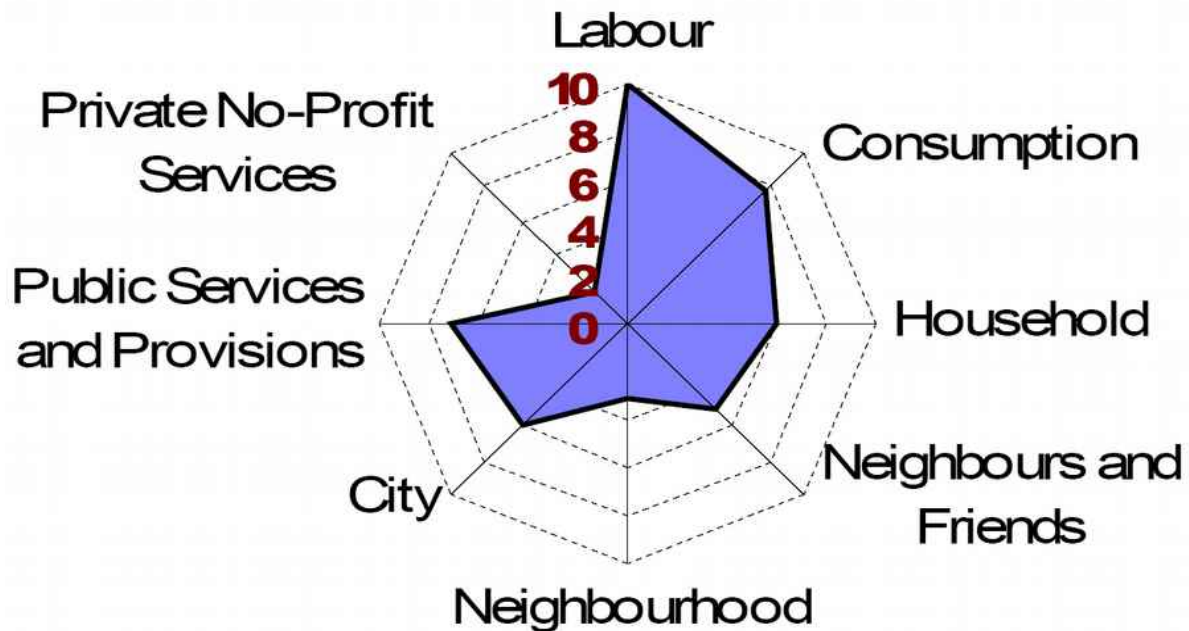 Labour
10
8
6
4
2
0
Private No-Profit
Services
Consumption
Public Services
and Provisions
Household
Neighbours and
Friends
City
Neighbourhood